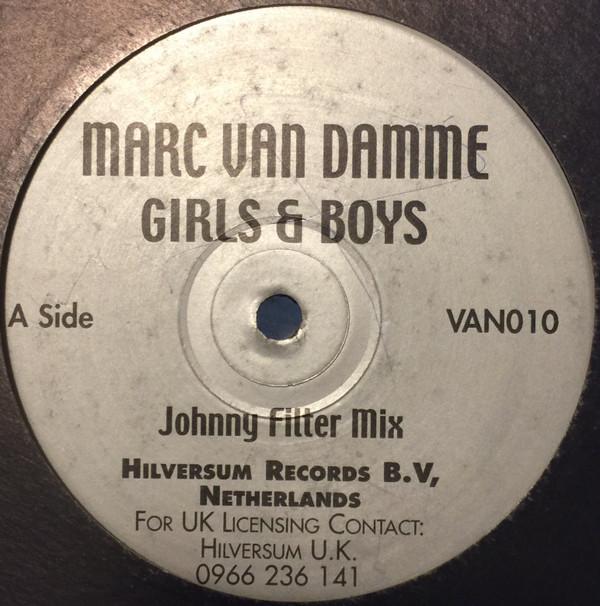 MARC VAN DAMME
GIRLS & BOYS
A Side
VAN010
Johnny Filter Mix
HILVERSUM RECORDS B.V,
NETHERLANDS
FOR UK LICENSING CONTACT:
HILVERSUM U.K.
0966 236 141